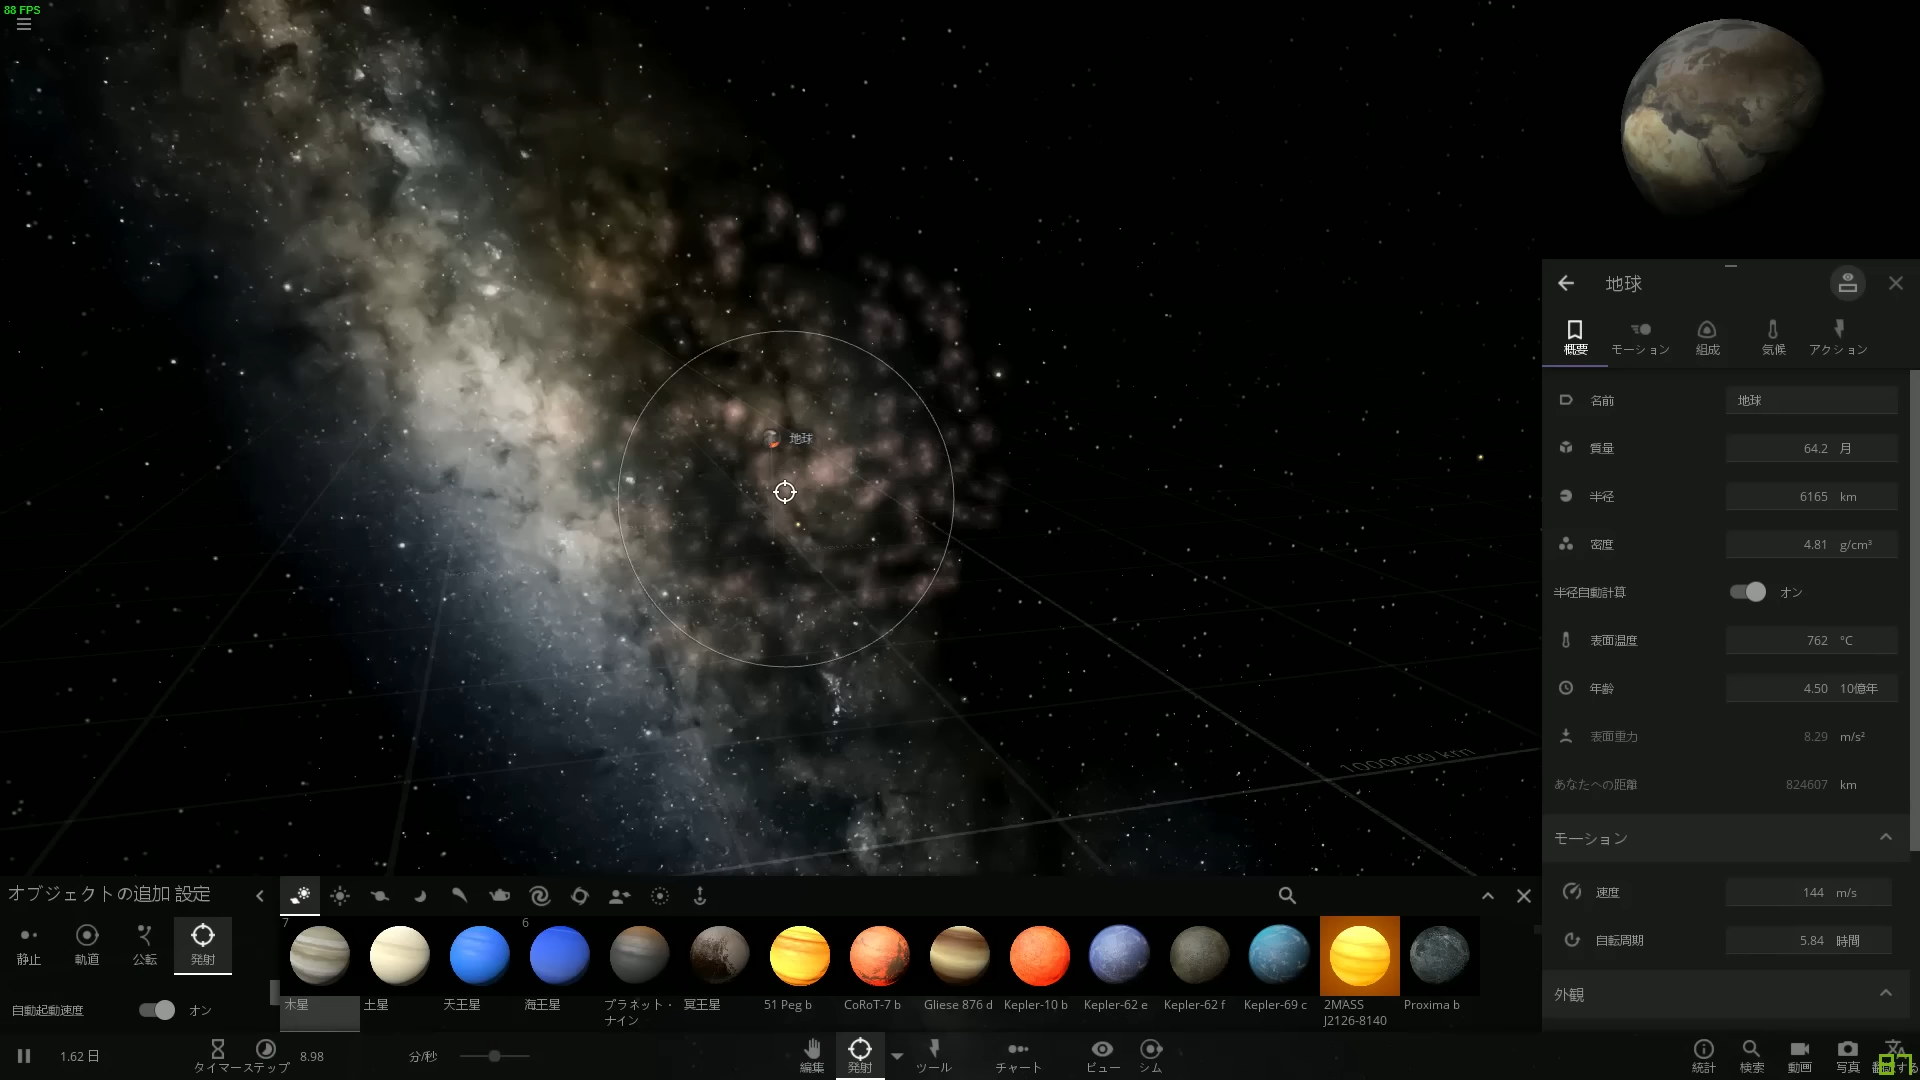 88 FPS
地球
1000000 km
地球
概要
モーション
組成
気候
アクション
名前
地球
質量
64.2 月
半径
6165 km
密度
4.81 g/cm³
半径自動計算
オン
表面温度
762 °C
年齢
4.50 10億年
表面重力
8.29 m/s²
あなたへの距離
824607 km
モーション
速度
144 m/s
自転周期
5.84 時間
外観
オブジェクトの追加 設定
静止
軌道
公転
発射
自動起動速度
オン
7
6
木星
土星
天王星
海王星
プラネット・
ナイン
冥王星
51 Peg b
CoRoT-7 b
Gliese 876 d
Kepler-10 b
Kepler-62 e
Kepler-62 f
Kepler-69 c
2MASS
J2126-8140
Proxima b
1.62 日
タイマーステップ
8.98
分/秒
編集
発射
ツール
チャート
ビュー
シム
統計
検索
動画
写真
翻訳する